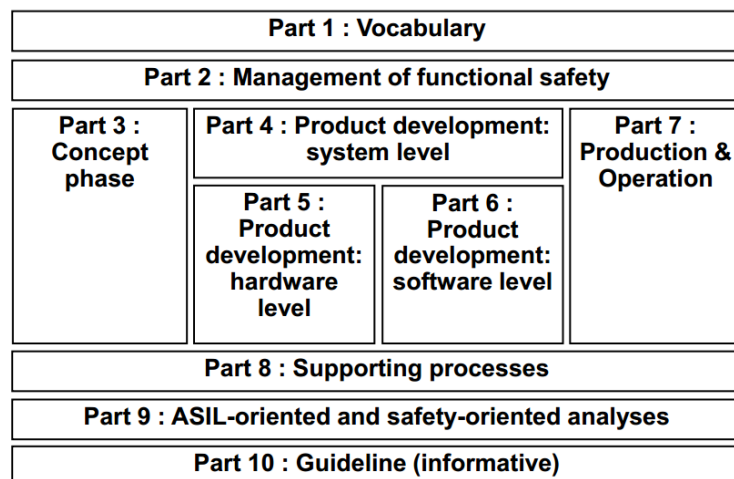 Part 1 : Vocabulary
Part 2 : Management of functional safety
Part 3 :
Concept
phase
Part 4 : Product development:
system level
Part 5 :
Product
development:
hardware
level
Part 6 :
Product
development:
software level
Part 7 :
Production &
Operation
Part 8 : Supporting processes
Part 9 : ASIL-oriented and safety-oriented analyses
Part 10 : Guideline (informative)